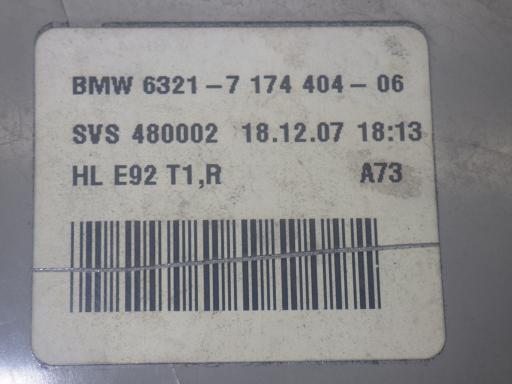 BMW 6321-7 174 404-06
SVS 480002 18.12.07 18:13
HL E92 T1,R A73